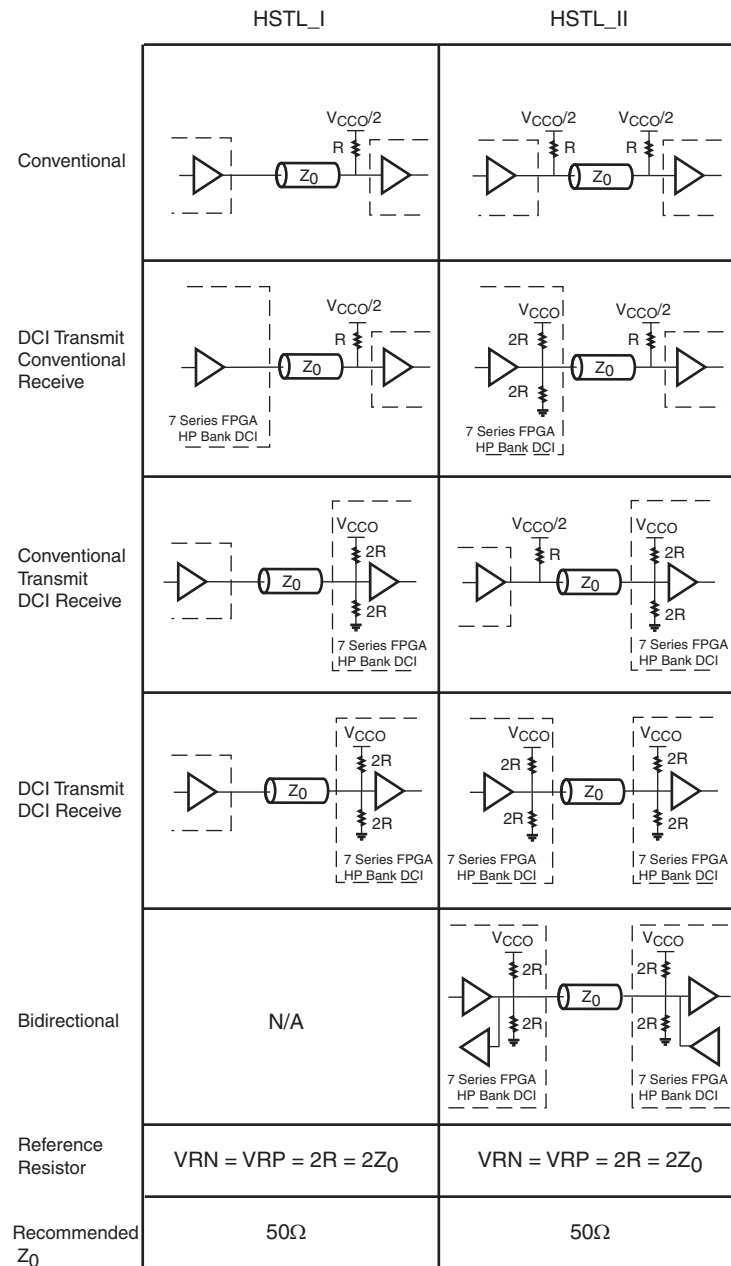 HSTL_I
HSTL_II
Conventional
VCCO/2
R
Z0
VCCO/2
VCCO/2
R
R
Z0
DCI Transmit
Conventional
Receive
VCCO/2
R
Z0
7 Series FPGA
HP Bank DCI
VCCO
VCCO/2
2R
R
Z0
2R
7 Series FPGA
HP Bank DCI
Conventional
Transmit
DCI Receive
VCCO
2R
Z0
2R
7 Series FPGA
HP Bank DCI
VCCO/2
VCCO
R
2R
Z0
2R
7 Series FPGA
HP Bank DCI
DCI Transmit
DCI Receive
VCCO
2R
Z0
2R
7 Series FPGA
HP Bank DCI
VCCO
VCCO
2R
2R
Z0
2R
2R
7 Series FPGA
HP Bank DCI
7 Series FPGA
HP Bank DCI
Bidirectional
N/A
VCCO
VCCO
2R
2R
Z0
2R
2R
7 Series FPGA
HP Bank DCI
7 Series FPGA
HP Bank DCI
Reference
Resistor
VRN = VRP = 2R = 2Z0
VRN = VRP = 2R = 2Z0
Recommended
Z0
50Ω
50Ω